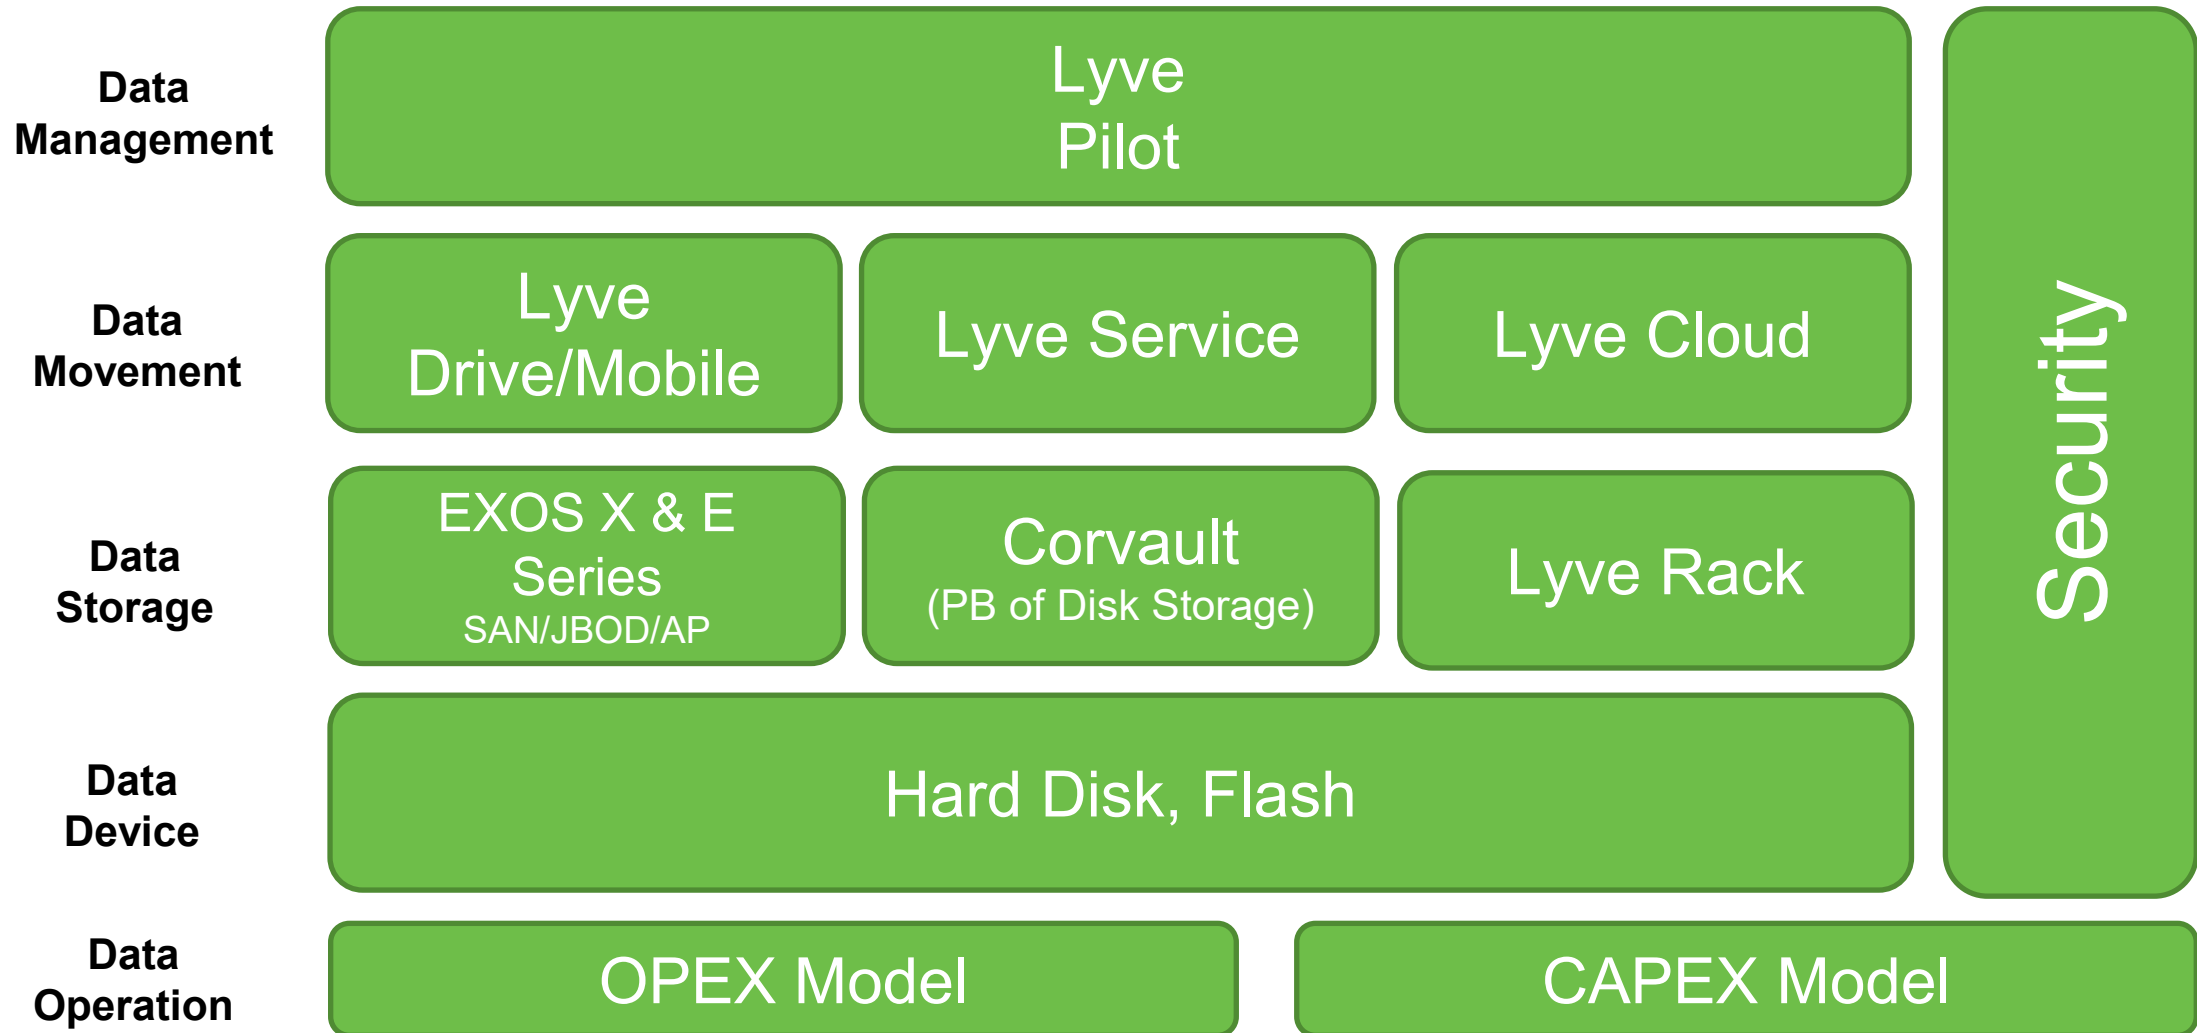 Data
Management
Lyve
Pilot
Data
Movement
Lyve
Drive/Mobile
Lyve Service
Lyve Cloud
Data
Storage
EXOS X & E
Series
SAN/JBOD/AP
Corvault
(PB of Disk Storage)
Lyve Rack
Data
Device
Hard Disk, Flash
Security
Data
Operation
OPEX Model
CAPEX Model